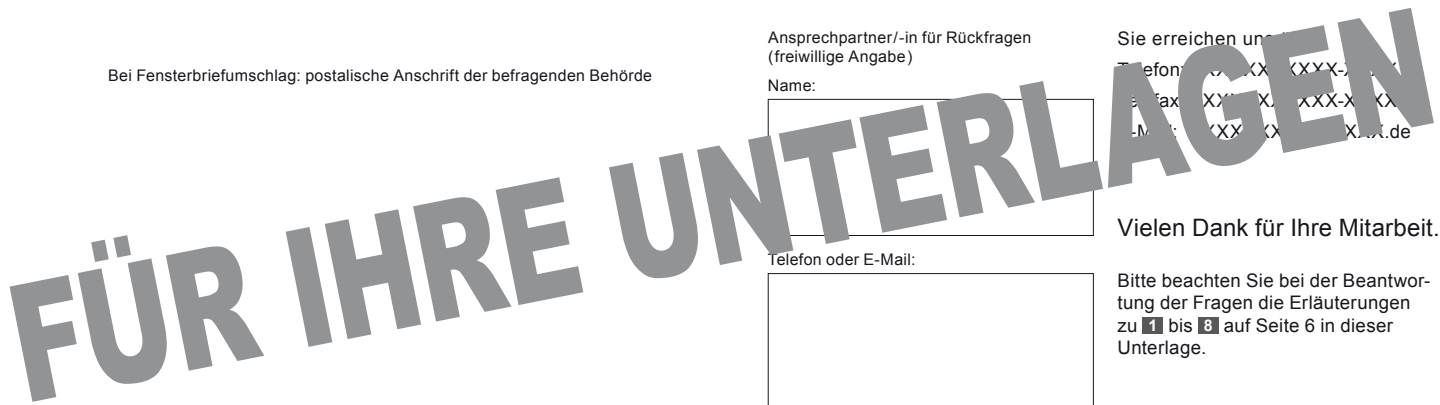 Bei Fensterbriefumschlag: postalische Anschrift der befragenden Behörde
Ansprechpartner/-in für Rückfragen
(freiwillige Angabe)
Name:
Telefon oder E-Mail:
Sie erreichen uns
Vielen Dank für Ihre Mitarbeit.
Bitte beachten Sie bei der Beantwor-
tung der Fragen die Erläuterungen
zu 1 bis 8 auf Seite 6 in dieser
Unterlage.
FÜR IHRE UNTERLAGEN